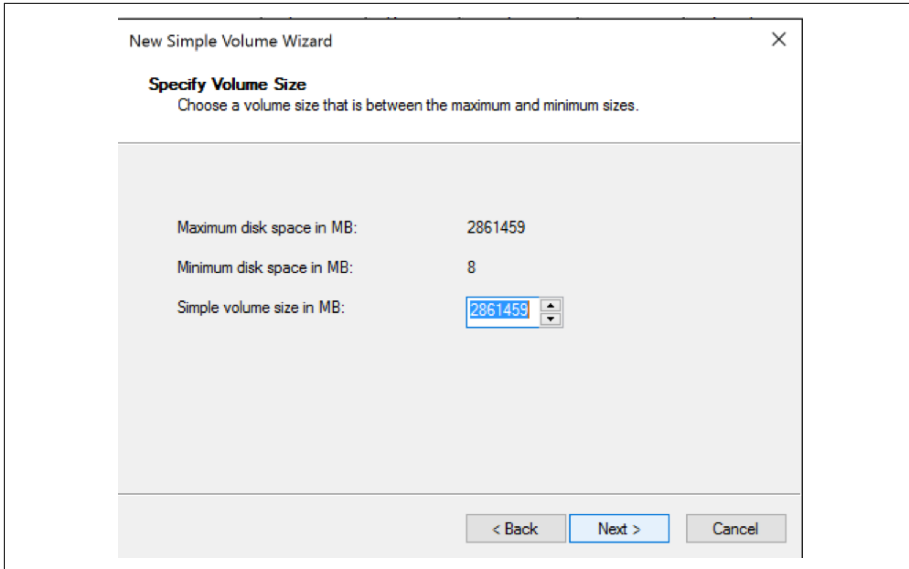 New Simple Volume Wizard
Specify Volume Size
Choose a volume size that is between the maximum and minimum sizes.
Maximum disk space in MB: 2861459
Minimum disk space in MB: 8
Simple volume size in MB: 2861459
< Back Next > Cancel